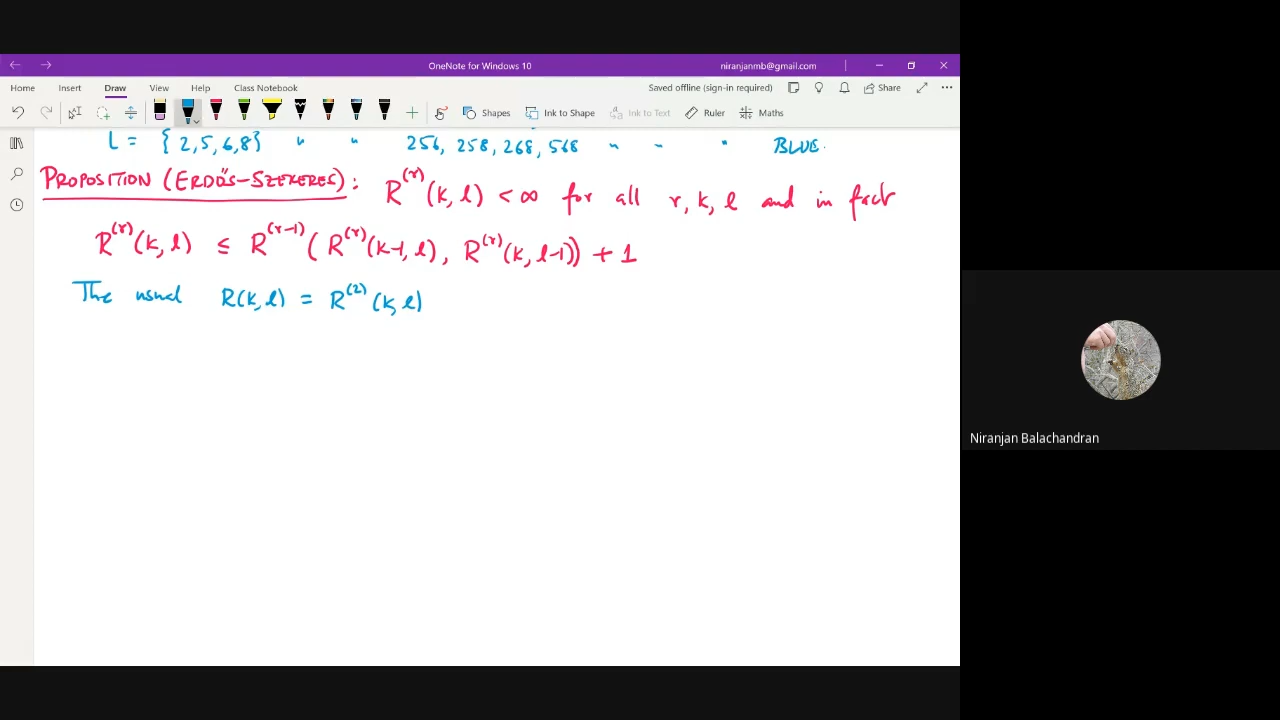 OneNote for Windows 10
niranjanmb@gmail.com
Home Insert Draw View Help Class Notebook
Saved offline (sign-in required)
Share
Shapes Ink to Shape Ink to Text Ruler Maths
L = {2,5,6,8} " " 256, 258, 268, 568 " " " BLUE.
PROPOSITION (ERDŐS-SZEKERES): R^(r)(k,l) < ∞ for all r, k, l and in fact
R^(r)(k,l) ≤ R^(r-1)(R^(r)(k-1,l), R^(r)(k,l-1)) + 1
The usual R(k,l) = R^(2)(k,l)
Niranjan Balachandran